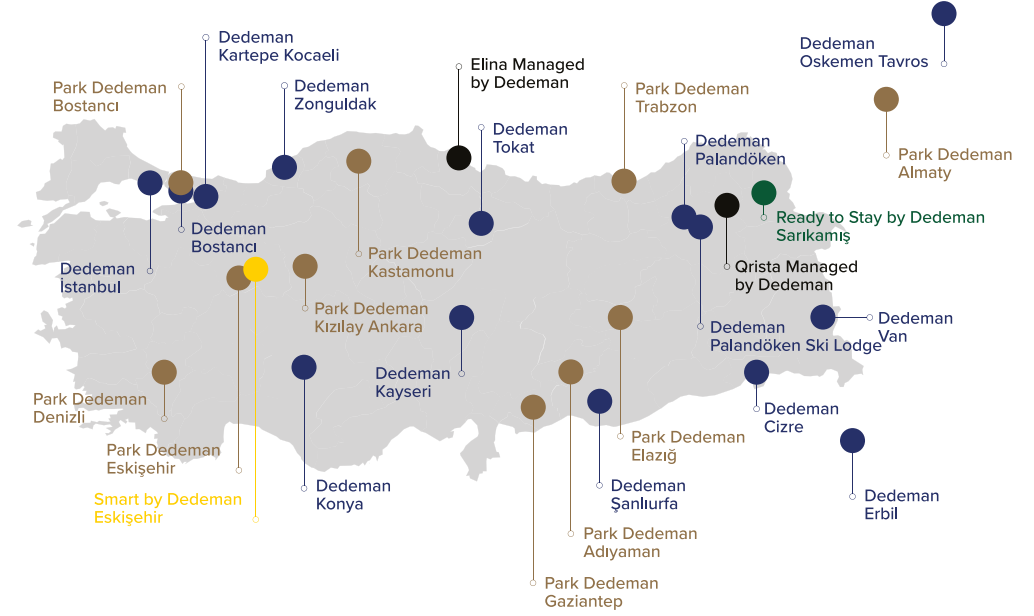 Dedeman
Kartepe Kocaeli
Dedeman
Oskemen Tavros
Elina Managed
by Dedeman
Park Dedeman
Bostancı
Dedeman
Zonguldak
Park Dedeman
Trabzon
Dedeman
Tokat
Dedeman
Palandöken
Park Dedeman
Almaty
Ready to Stay by Dedeman
Sarıkamış
Dedeman
Bostancı
Park Dedeman
Kastamonu
Dedeman
İstanbul
Qrista Managed
by Dedeman
Park Dedeman
Kızılay Ankara
Dedeman
Van
Dedeman
Palandöken Ski Lodge
Dedeman
Kayseri
Park Dedeman
Denizli
Dedeman
Cizre
Park Dedeman
Eskişehir
Park Dedeman
Elazığ
Dedeman
Konya
Dedeman
Şanlıurfa
Smart by Dedeman
Eskişehir
Dedeman
Erbil
Park Dedeman
Adıyaman
Park Dedeman
Gaziantep